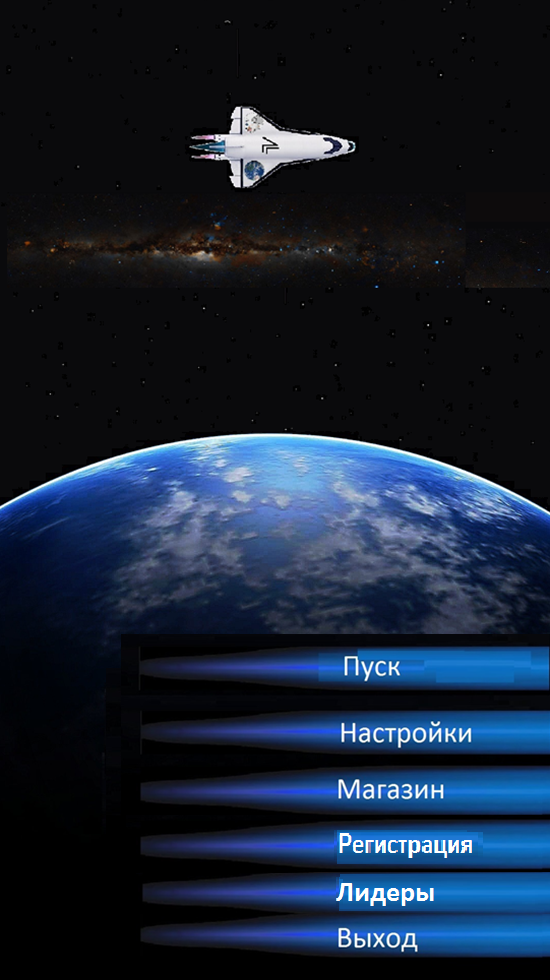 Пуск
Настройки
Магазин
Регистрация
Лидеры
Выход